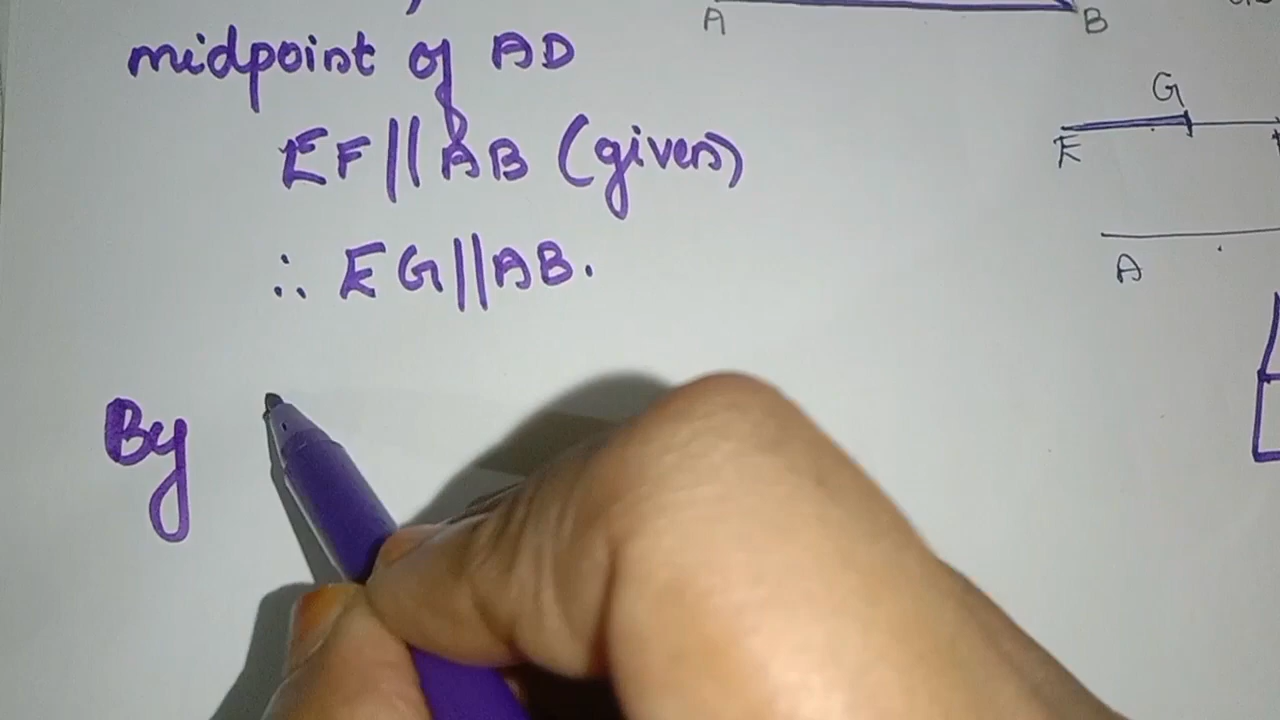 A
B
midpoint of AD
G
EF||AB (given)
E
∴ EG||AB.
A
By